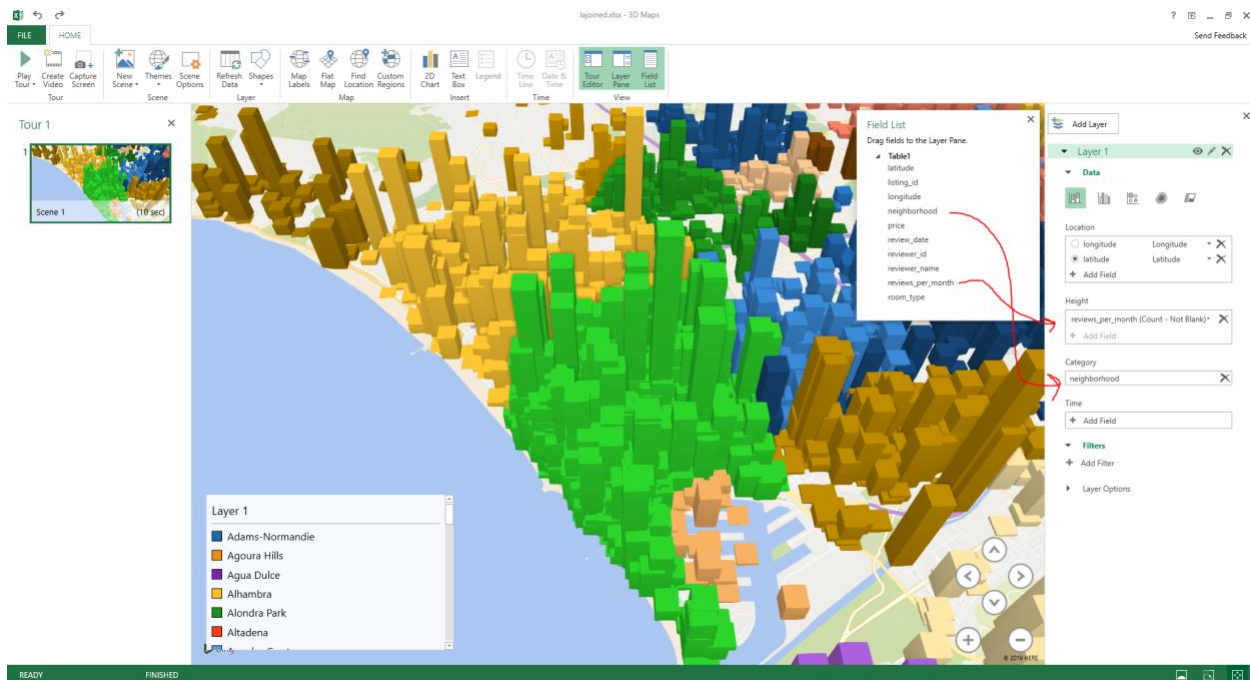 lajoined.xlsx - 3D Maps
?
FILE
HOME
Send Feedback
Play Tour
Create Video
Capture Screen
Tour
New Scene
Themes
Scene Options
Scene
Refresh Data
Shapes
Layer
Map Labels
Flat Map
Find Location
Custom Regions
Map
2D Chart
Text Box
Legend
Insert
Time Line
Date & Time
Time
Tour Editor
Layer Pane
Field List
View
Tour 1
1
Scene 1
(10 sec)
Field List
Drag fields to the Layer Pane.
Table1
latitude
listing_id
longitude
neighborhood
price
review_date
reviewer_id
reviewer_name
reviews_per_month
room_type
Layer 1
Adams-Normandie
Agoura Hills
Agua Dulce
Alhambra
Alondra Park
Altadena
© 2019 HERE
Add Layer
Layer 1
Data
Location
longitude Longitude
latitude Latitude
+ Add Field
Height
reviews_per_month (Count - Not Blank)
+ Add Field
Category
neighborhood
Time
+ Add Field
Filters
+ Add Filter
Layer Options
READY
FINISHED